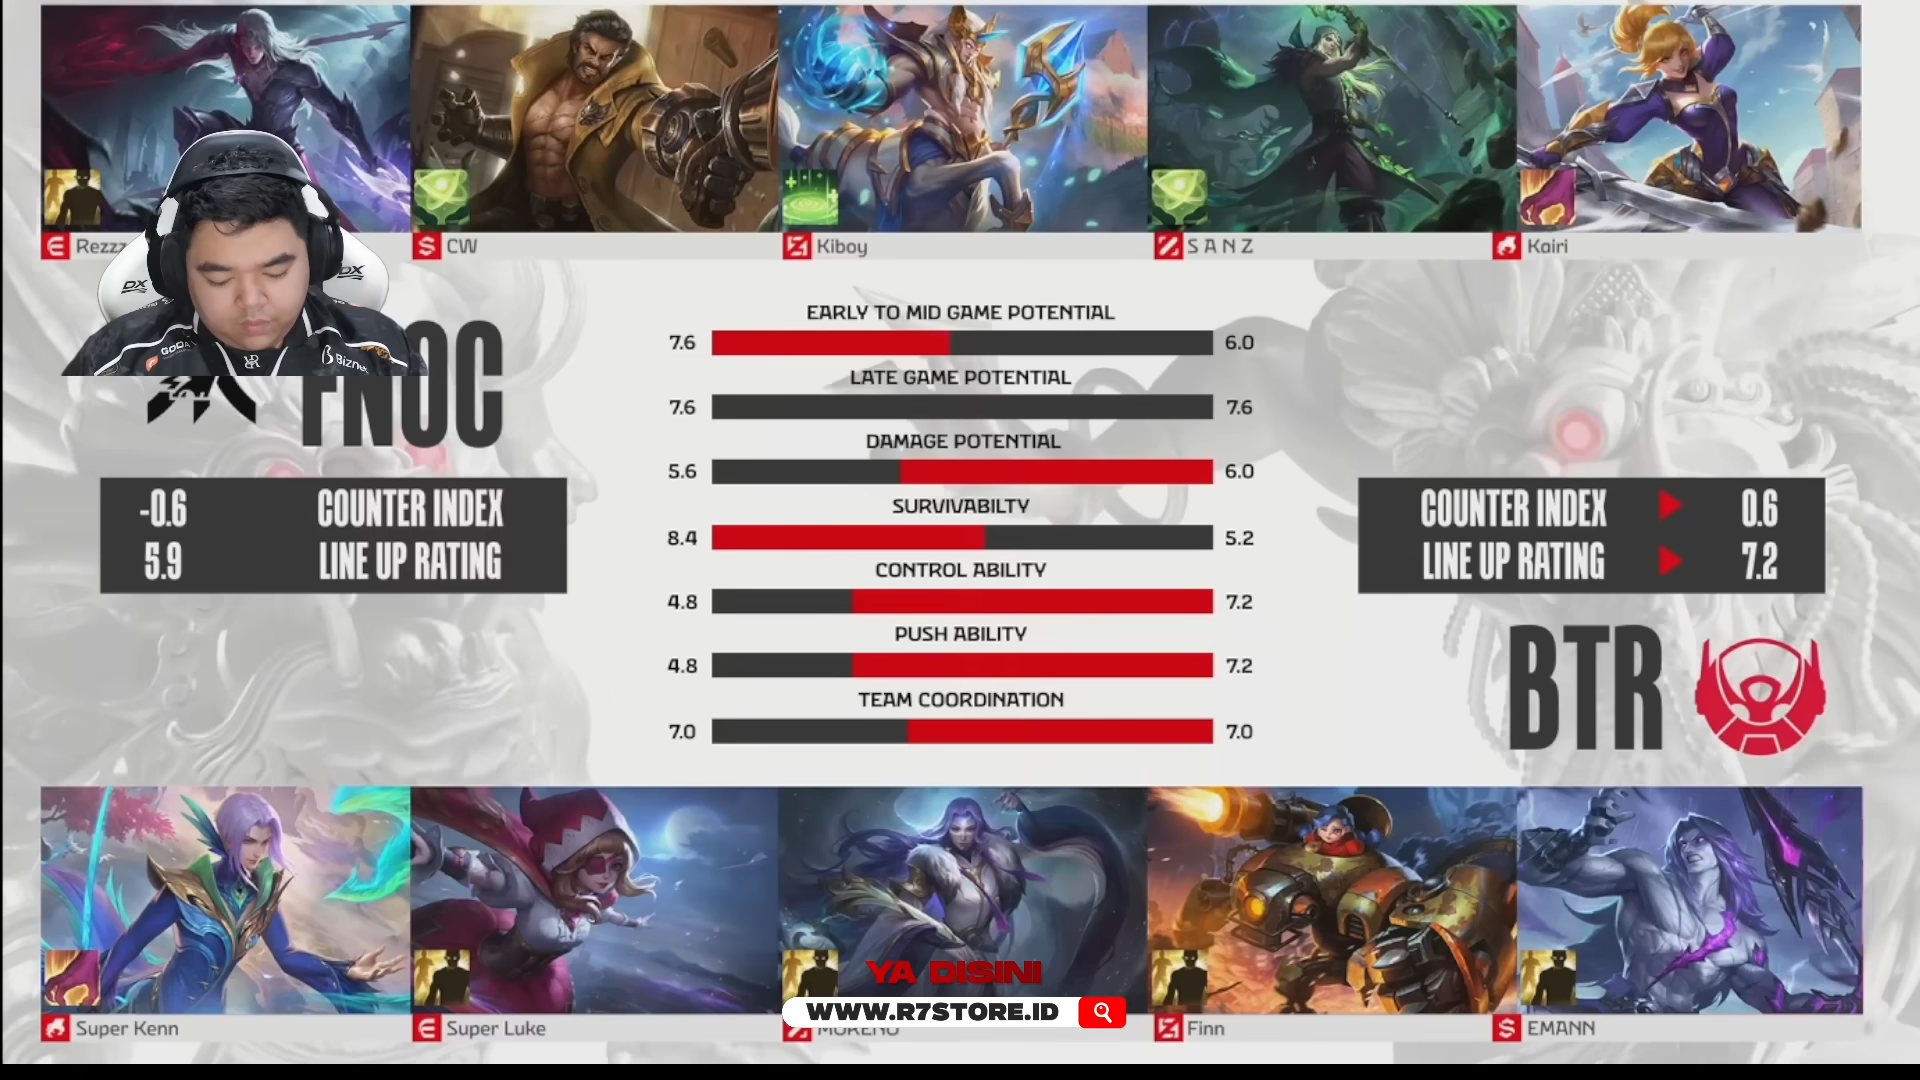 Rezzz
CW
Kiboy
S A N Z
Kairi
DX
DX
Bizne
FNOC
EARLY TO MID GAME POTENTIAL
7.6 6.0
LATE GAME POTENTIAL
7.6 7.6
DAMAGE POTENTIAL
5.6 6.0
SURVIVABILTY
8.4 5.2
CONTROL ABILITY
4.8 7.2
PUSH ABILITY
4.8 7.2
TEAM COORDINATION
7.0 7.0
-0.6 COUNTER INDEX
5.9 LINE UP RATING
COUNTER INDEX 0.6
LINE UP RATING 7.2
BTR
YA DISINI
WWW.R7STORE.ID
Super Kenn
Super Luke
MORENO
Finn
EMANN